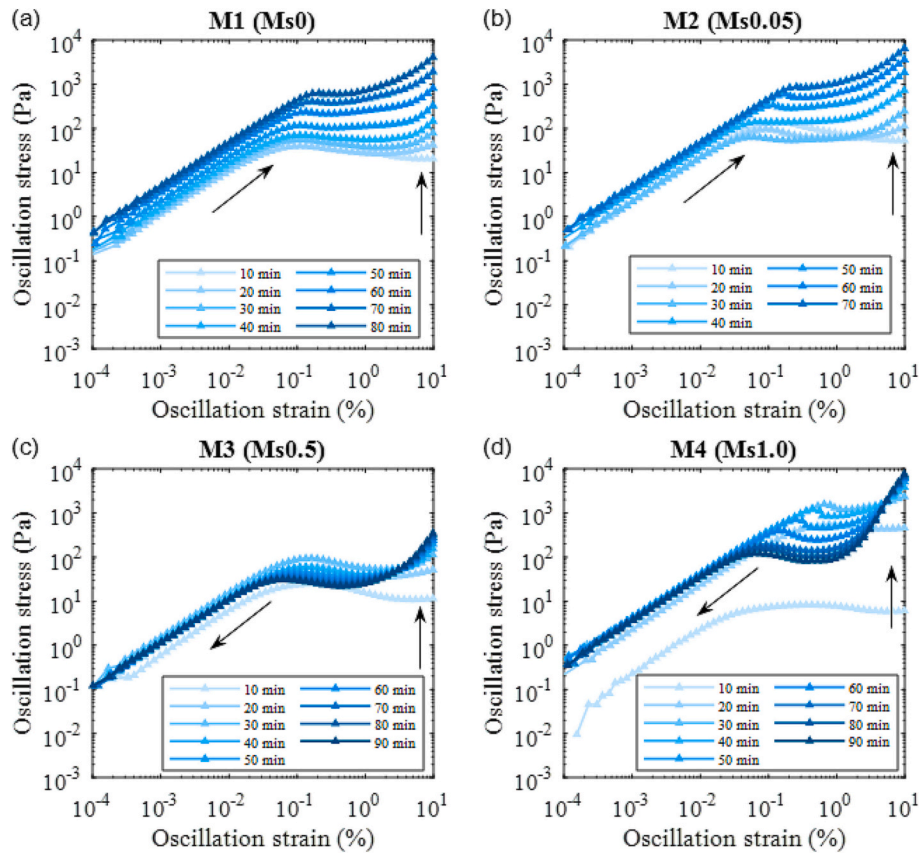 (a) M1 (Ms0)
Oscillation stress (Pa)
10^4
10^3
10^2
10^1
10^0
10^-1
10^-2
10^-3
10 min 50 min
20 min 60 min
30 min 70 min
40 min 80 min
10^-4 10^-3 10^-2 10^-1 10^0 10^1
Oscillation strain (%)
(b) M2 (Ms0.05)
Oscillation stress (Pa)
10^4
10^3
10^2
10^1
10^0
10^-1
10^-2
10^-3
10 min 50 min
20 min 60 min
30 min 70 min
40 min
10^-4 10^-3 10^-2 10^-1 10^0 10^1
Oscillation strain (%)
(c) M3 (Ms0.5)
Oscillation stress (Pa)
10^4
10^3
10^2
10^1
10^0
10^-1
10^-2
10^-3
10 min 60 min
20 min 70 min
30 min 80 min
40 min 90 min
50 min
10^-4 10^-3 10^-2 10^-1 10^0 10^1
Oscillation strain (%)
(d) M4 (Ms1.0)
Oscillation stress (Pa)
10^4
10^3
10^2
10^1
10^0
10^-1
10^-2
10^-3
10 min 60 min
20 min 70 min
30 min 80 min
40 min 90 min
50 min
10^-4 10^-3 10^-2 10^-1 10^0 10^1
Oscillation strain (%)